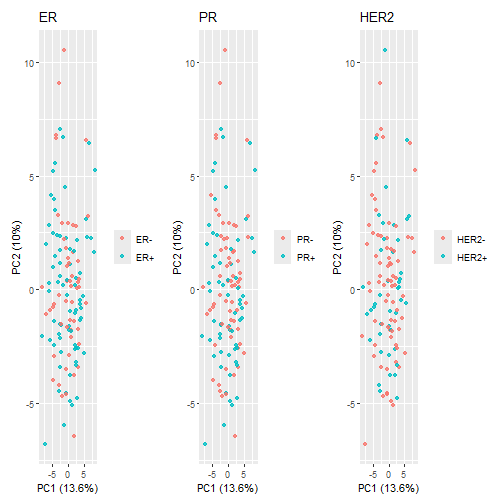 ER
PR
HER2
PC2 (10%)
10
5
0
-5
-5 0 5
PC1 (13.6%)
ER-
ER+
PC2 (10%)
10
5
0
-5
-5 0 5
PC1 (13.6%)
PR-
PR+
PC2 (10%)
10
5
0
-5
-5 0 5
PC1 (13.6%)
HER2-
HER2+